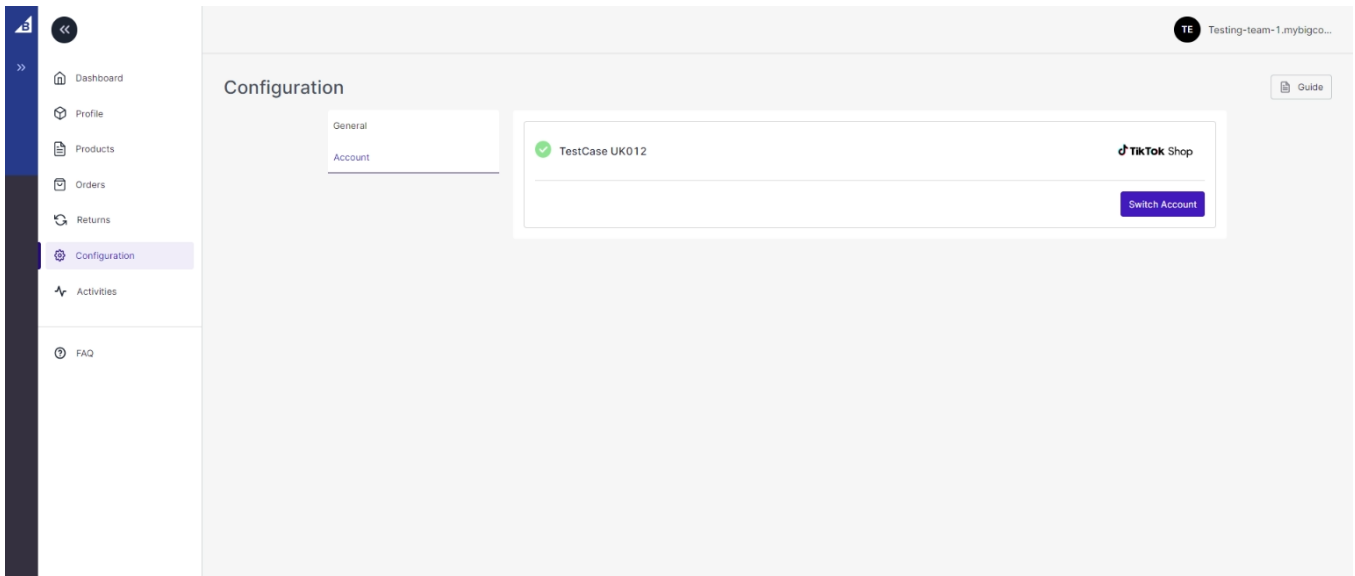 B
TE Testing-team-1.mybigco...
Dashboard
Profile
Products
Orders
Returns
Configuration
Activities
FAQ
Configuration
Guide
General
Account
TestCase UK012
TikTok Shop
Switch Account